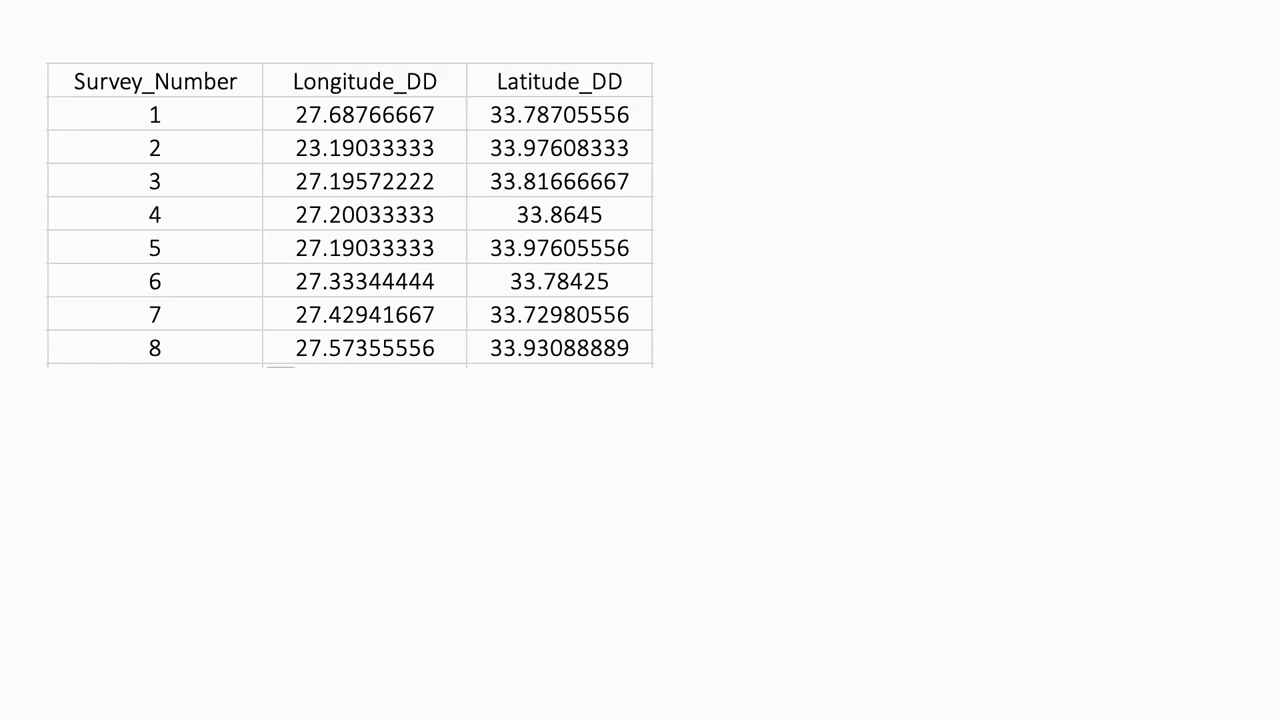 Survey_Number Longitude_DD Latitude_DD
1 27.68766667 33.78705556
2 23.19033333 33.97608333
3 27.19572222 33.81666667
4 27.20033333 33.8645
5 27.19033333 33.97605556
6 27.33344444 33.78425
7 27.42941667 33.72980556
8 27.57355556 33.93088889